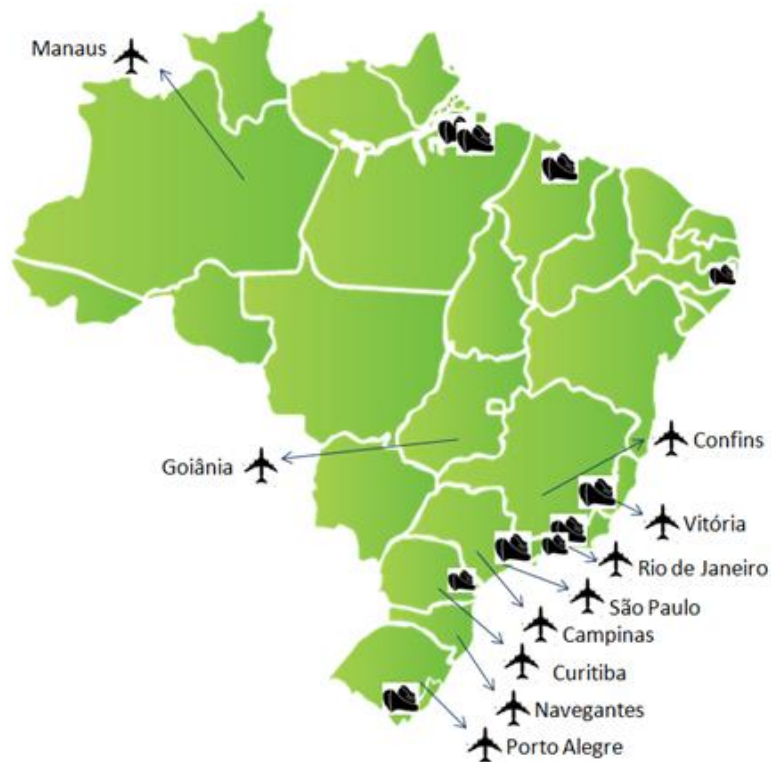 Manaus
Confins
Goiânia
Vitória
Rio de Janeiro
São Paulo
Campinas
Curitiba
Navegantes
Porto Alegre